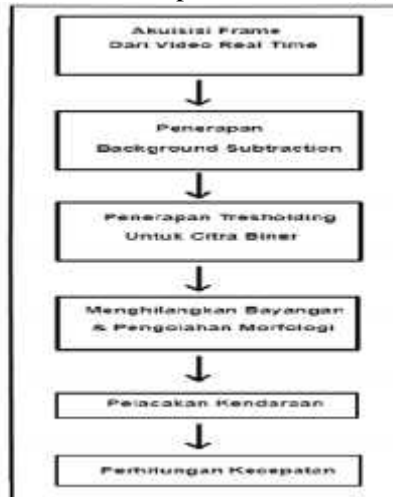 Akuisisi Frame
Dari Video Real Time
Penerapan
Background Subtraction
Penerapan Tresholding
Untuk Citra Biner
Menghilangkan Bayangan
& Pengolahan Morfologi
Pelacakan Kendaraan
Perhitungan Kecepatan